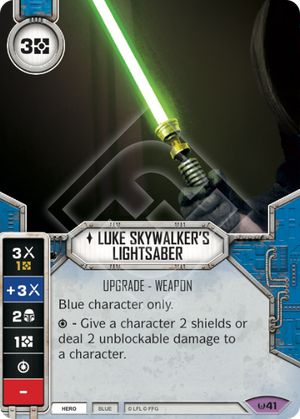 3
LUKE SKYWALKER'S
LIGHTSABER
UPGRADE - WEAPON
Blue character only.
- Give a character 2 shields or
deal 2 unblockable damage to
a character.
3
1
+3
2
1
-
HERO
BLUE
© LFL © FFG
41